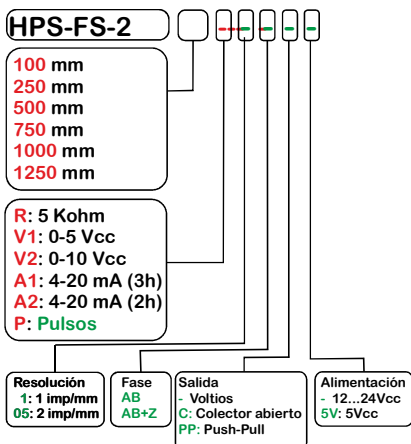 HPS-FS-2
100 mm
250 mm
500 mm
750 mm
1000 mm
1250 mm
R: 5 Kohm
V1: 0-5 Vcc
V2: 0-10 Vcc
A1: 4-20 mA (3h)
A2: 4-20 mA (2h)
P: Pulsos
Resolución
1: 1 imp/mm
05: 2 imp/mm
Fase
AB
AB+Z
Salida
- Voltios
C: Colector abierto
PP: Push-Pull
Alimentación
- 12...24Vcc
5V: 5Vcc